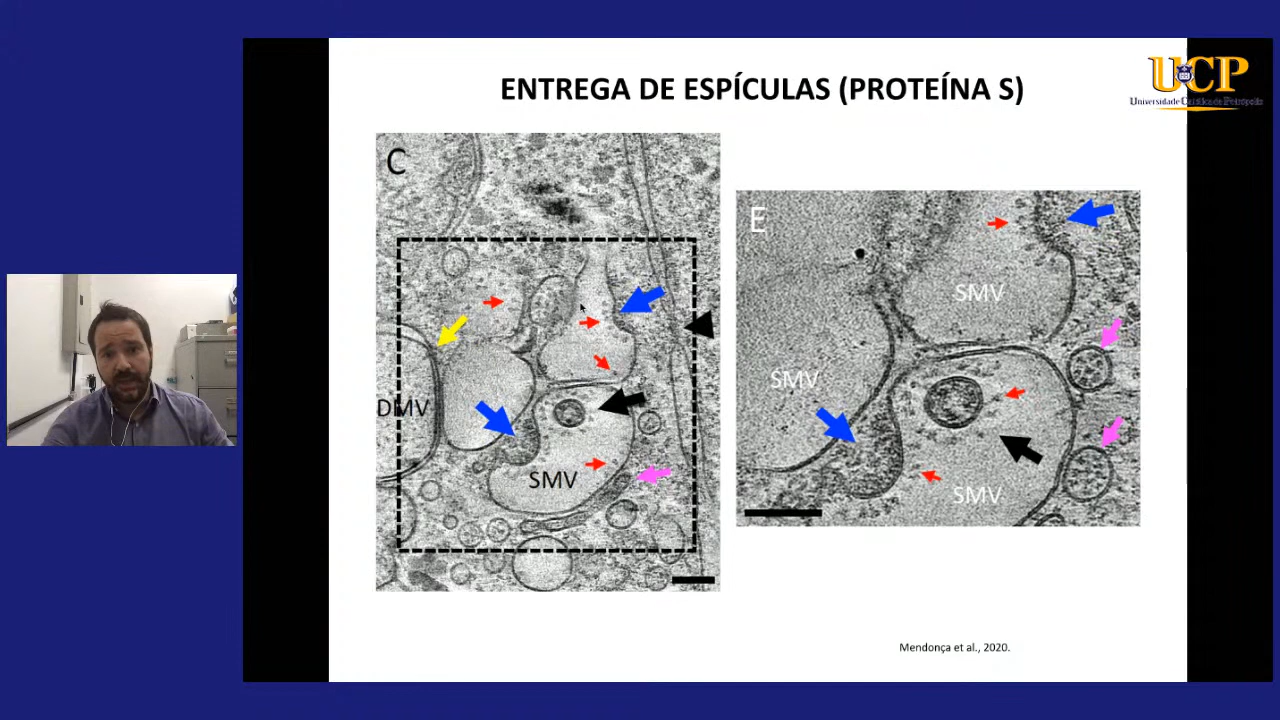 ENTREGA DE ESPÍCULAS (PROTEÍNA S)
UCP
Universidade Católica de Petrópolis
C
E
SMV
SMV
DMV
SMV
SMV
Mendonça et al., 2020.